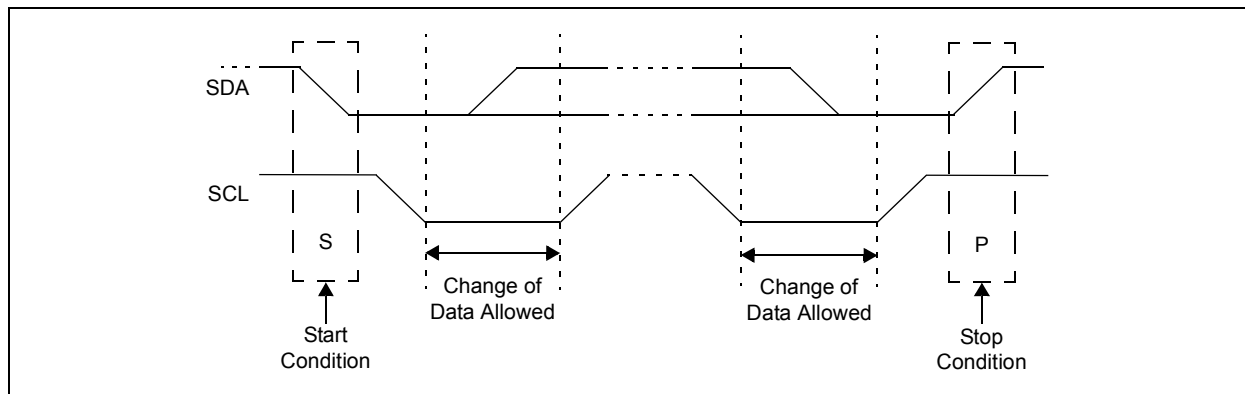 SDA
SCL
S
P
Change of
Data Allowed
Change of
Data Allowed
Start
Condition
Stop
Condition